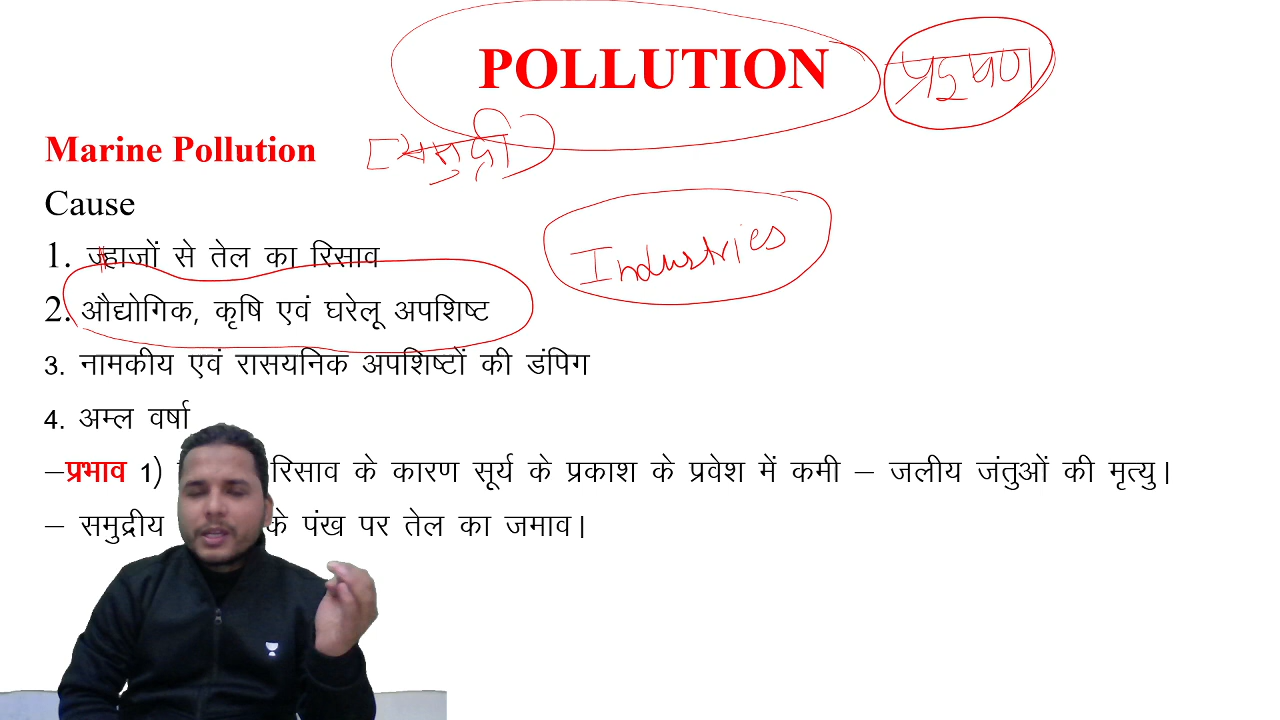 POLLUTION प्रदूषण
Marine Pollution [समुद्री]
Cause
Industries
1. जहाजों से तेल का रिसाव
2. औद्योगिक, कृषि एवं घरेलू अपशिष्ट
3. नामकीय एवं रासयनिक अपशिष्टों की डंपिग
4. अम्ल वर्षा
–प्रभाव 1) रिसाव के कारण सूर्य के प्रकाश के प्रवेश में कमी – जलीय जंतुओं की मृत्यु।
– समुद्रीय के पंख पर तेल का जमाव।